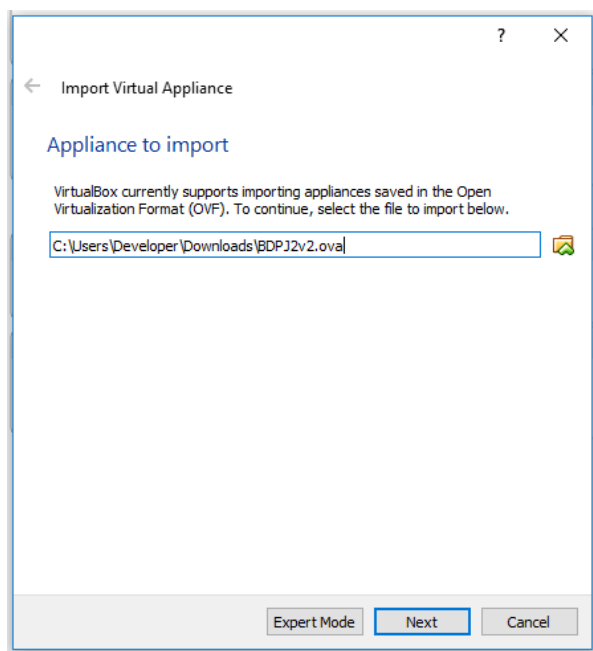 ?
Import Virtual Appliance
Appliance to import
VirtualBox currently supports importing appliances saved in the Open
Virtualization Format (OVF). To continue, select the file to import below.
C:\Users\Developer\Downloads\BDPJ2v2.ova
Expert Mode Next Cancel